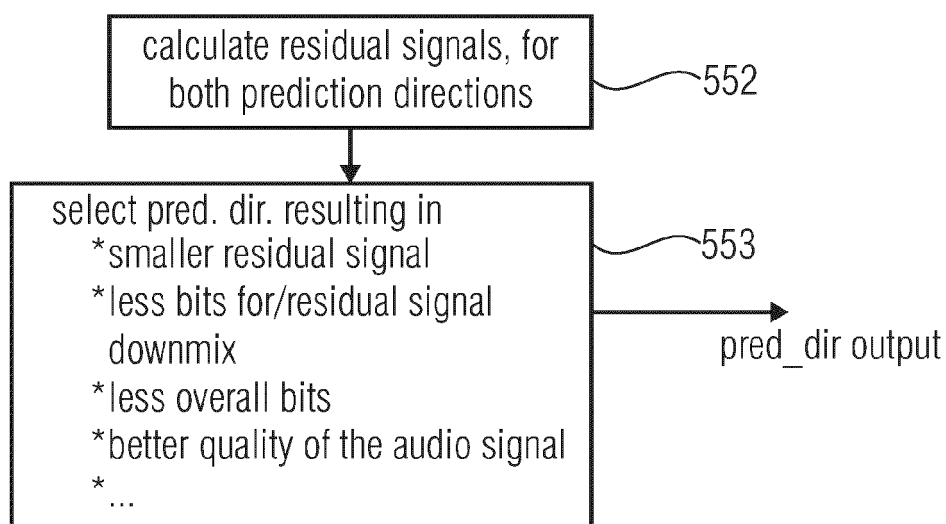 calculate residual signals, for
both prediction directions
552
select pred. dir. resulting in
*smaller residual signal
*less bits for/residual signal
downmix
*less overall bits
*better quality of the audio signal
*...
553
pred_dir output